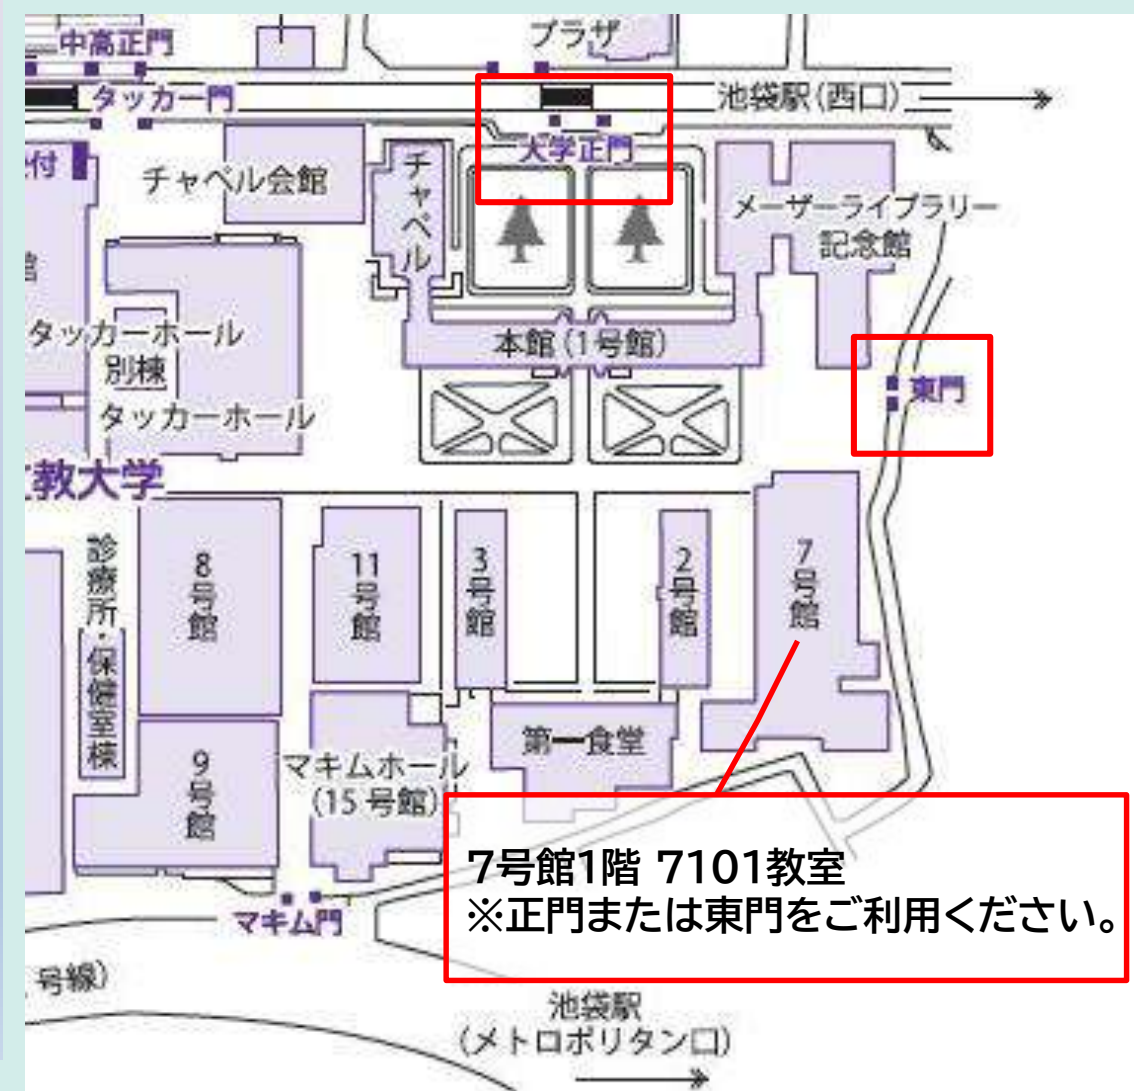 プラザ
中高正門
タッカー門
池袋駅(西口)
付
大学正門
チャペル会館
チャペル
メーザーライブラリー
記念館
館
タッカーホール
別棟
本館(1号館)
東門
タッカーホール
教大学
診療所・保健室棟
8号館
11号館
3号館
2号館
7号館
第一食堂
マキムホール
(15号館)
9号館
7号館1階 7101教室
※正門または東門をご利用ください。
マキム門
号線)
池袋駅
(メトロポリタン口)